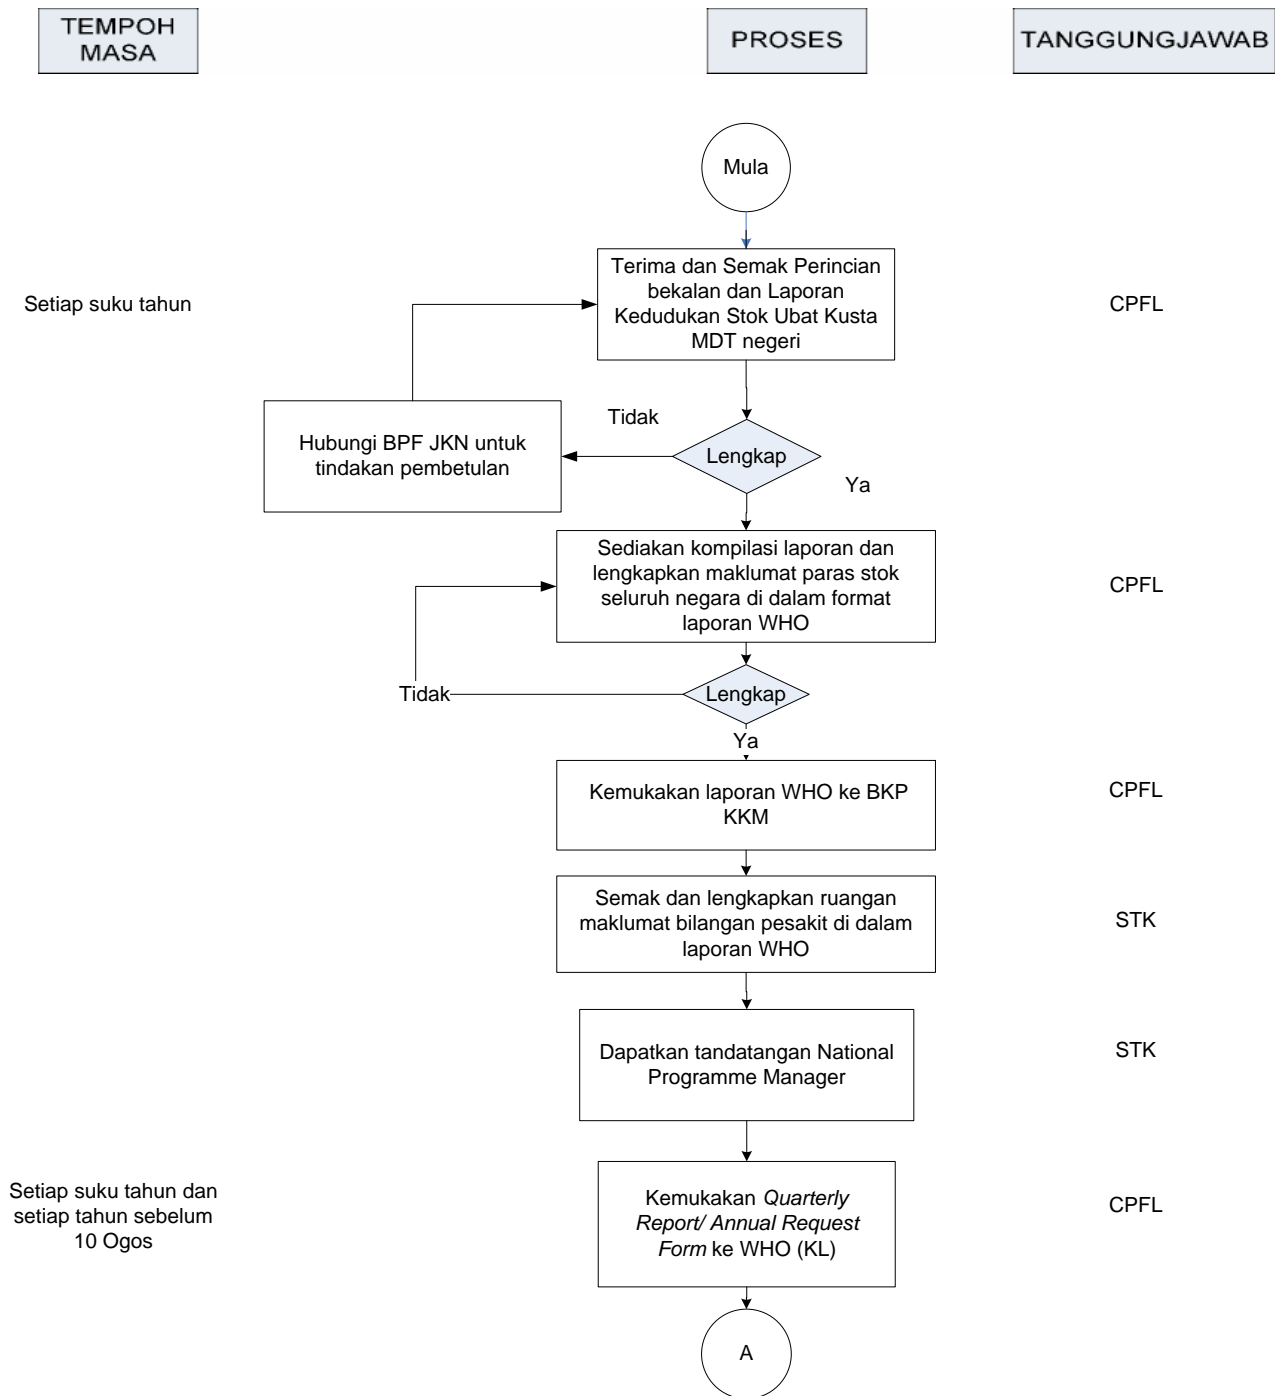 TEMPOH
MASA
PROSES
TANGGUNGJAWAB
Mula
Setiap suku tahun
Terima dan Semak Perincian
bekalan dan Laporan
Kedudukan Stok Ubat Kusta
MDT negeri
CPFL
Hubungi BPF JKN untuk
tindakan pembetulan
Tidak
Lengkap
Ya
Sediakan kompilasi laporan dan
lengkapkan maklumat paras stok
seluruh negara di dalam format
laporan WHO
CPFL
Tidak
Lengkap
Ya
Kemukakan laporan WHO ke BKP
KKM
CPFL
Semak dan lengkapkan ruangan
maklumat bilangan pesakit di dalam
laporan WHO
STK
Dapatkan tandatangan National
Programme Manager
STK
Setiap suku tahun dan
setiap tahun sebelum
10 Ogos
Kemukakan Quarterly
Report/ Annual Request
Form ke WHO (KL)
CPFL
A